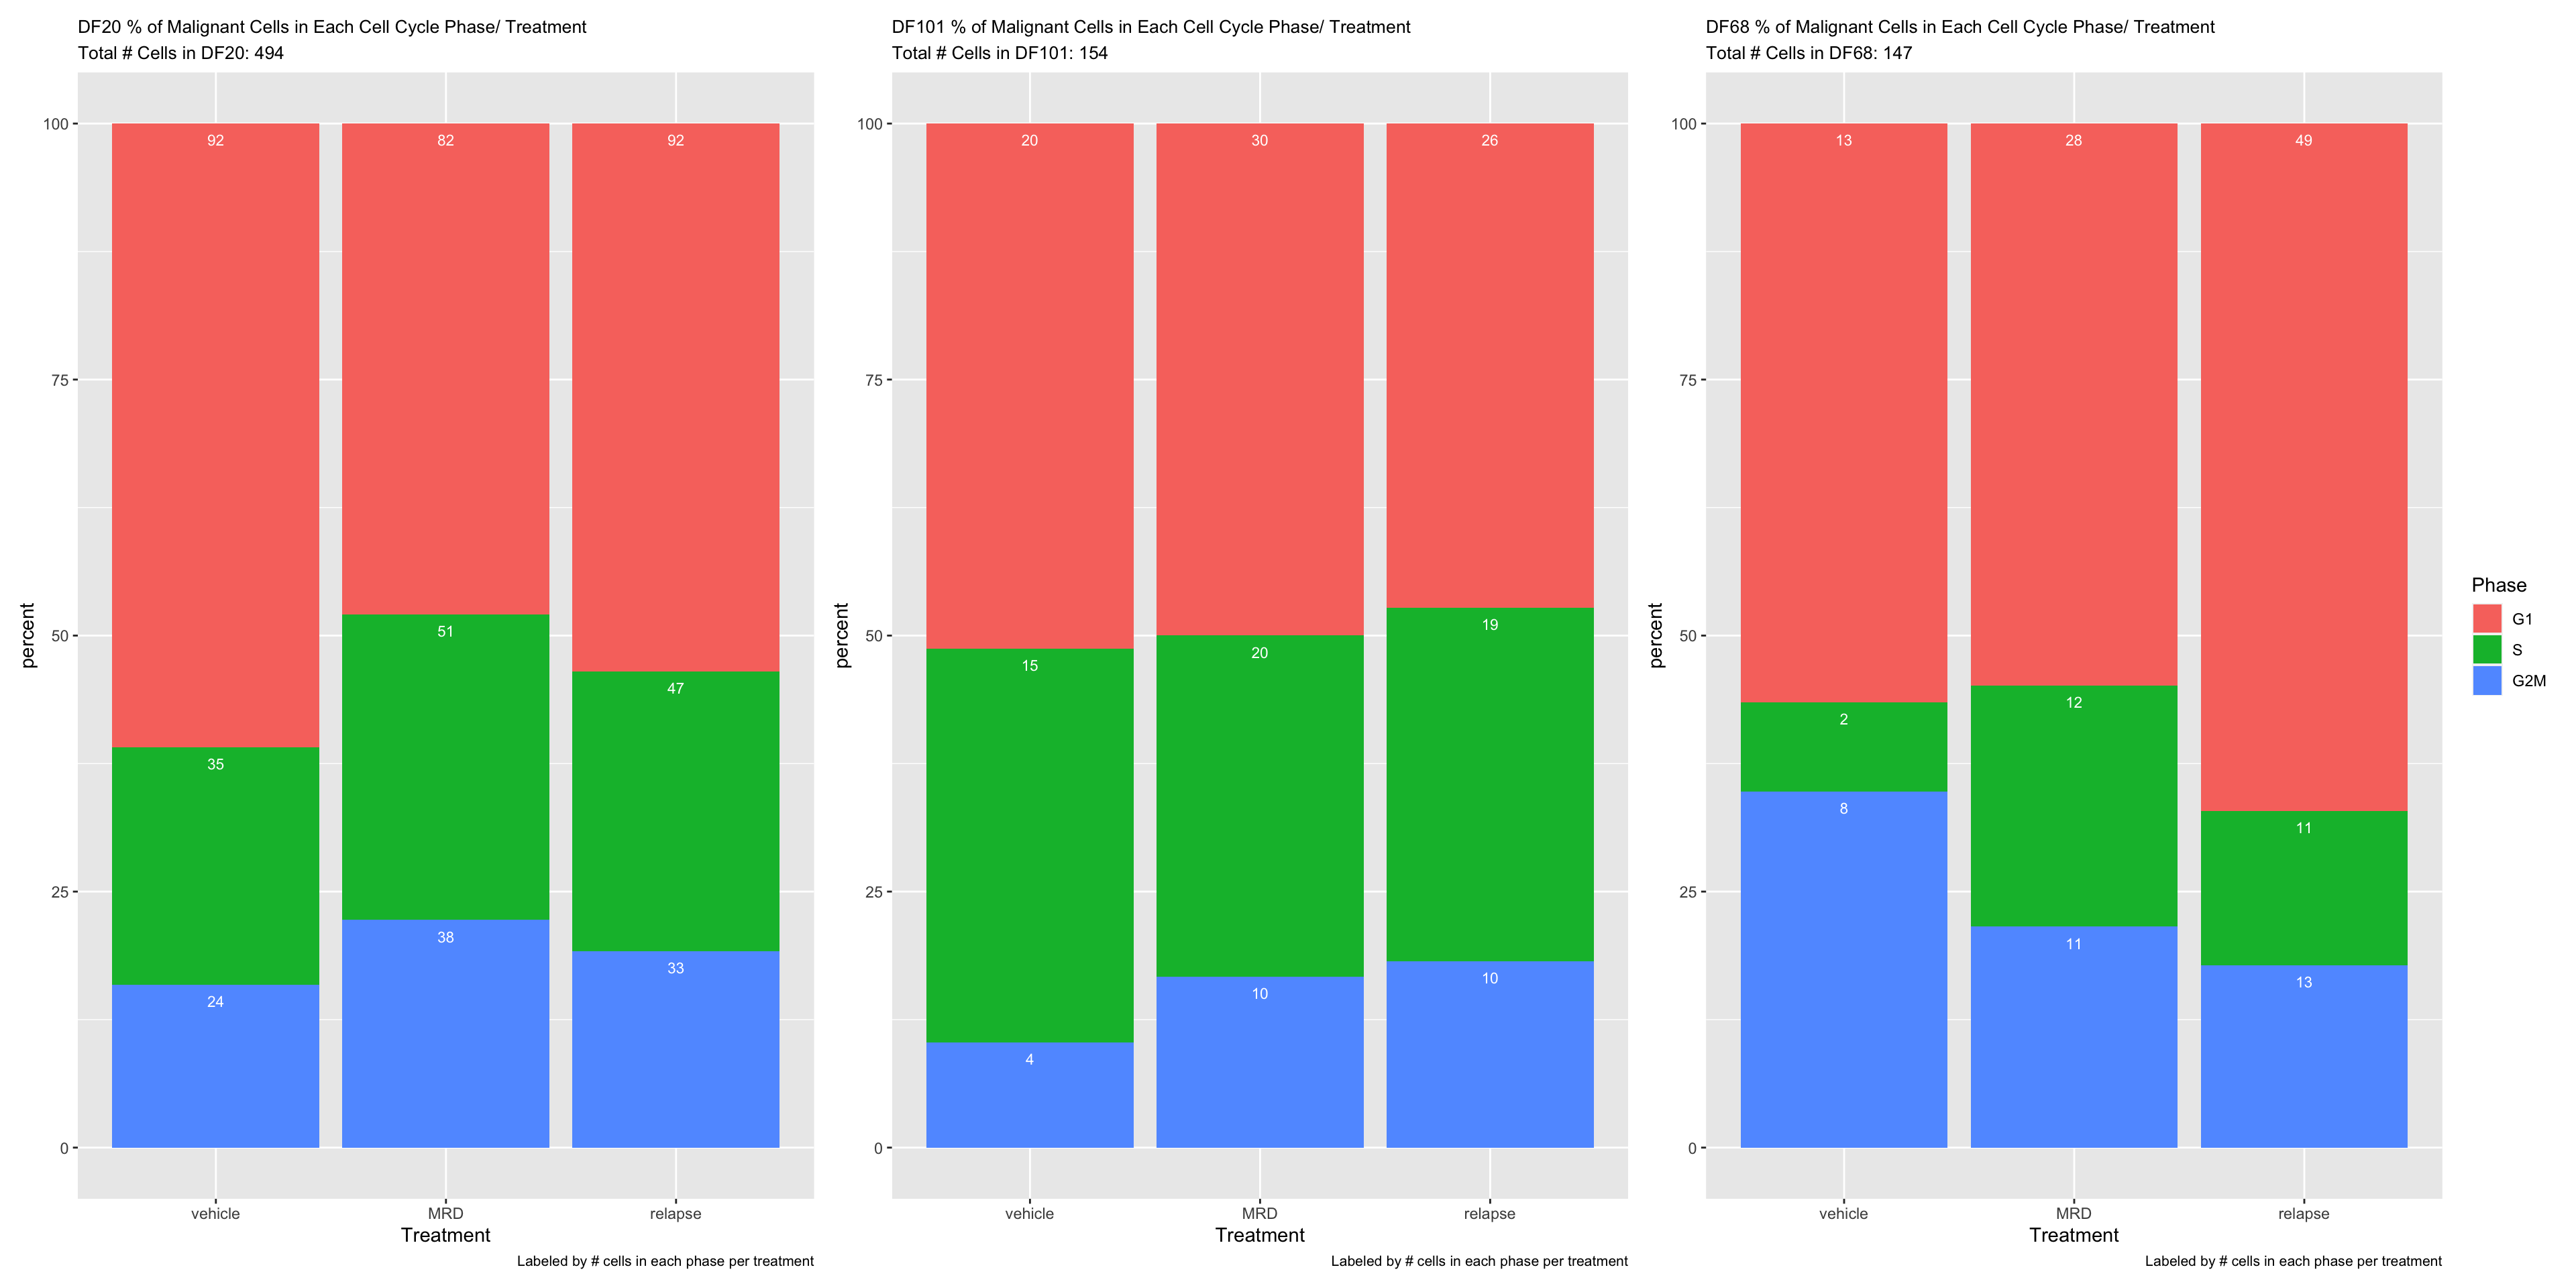 DF20 % of Malignant Cells in Each Cell Cycle Phase/ Treatment
Total # Cells in DF20: 494
percent
100
75
50
25
0
92
82
92
35
51
47
24
38
33
vehicle
MRD
relapse
Treatment
Labeled by # cells in each phase per treatment
DF101 % of Malignant Cells in Each Cell Cycle Phase/ Treatment
Total # Cells in DF101: 154
percent
100
75
50
25
0
20
30
26
15
20
19
4
10
10
vehicle
MRD
relapse
Treatment
Labeled by # cells in each phase per treatment
DF68 % of Malignant Cells in Each Cell Cycle Phase/ Treatment
Total # Cells in DF68: 147
percent
100
75
50
25
0
13
28
49
2
12
11
8
11
13
vehicle
MRD
relapse
Treatment
Labeled by # cells in each phase per treatment
Phase
G1
S
G2M